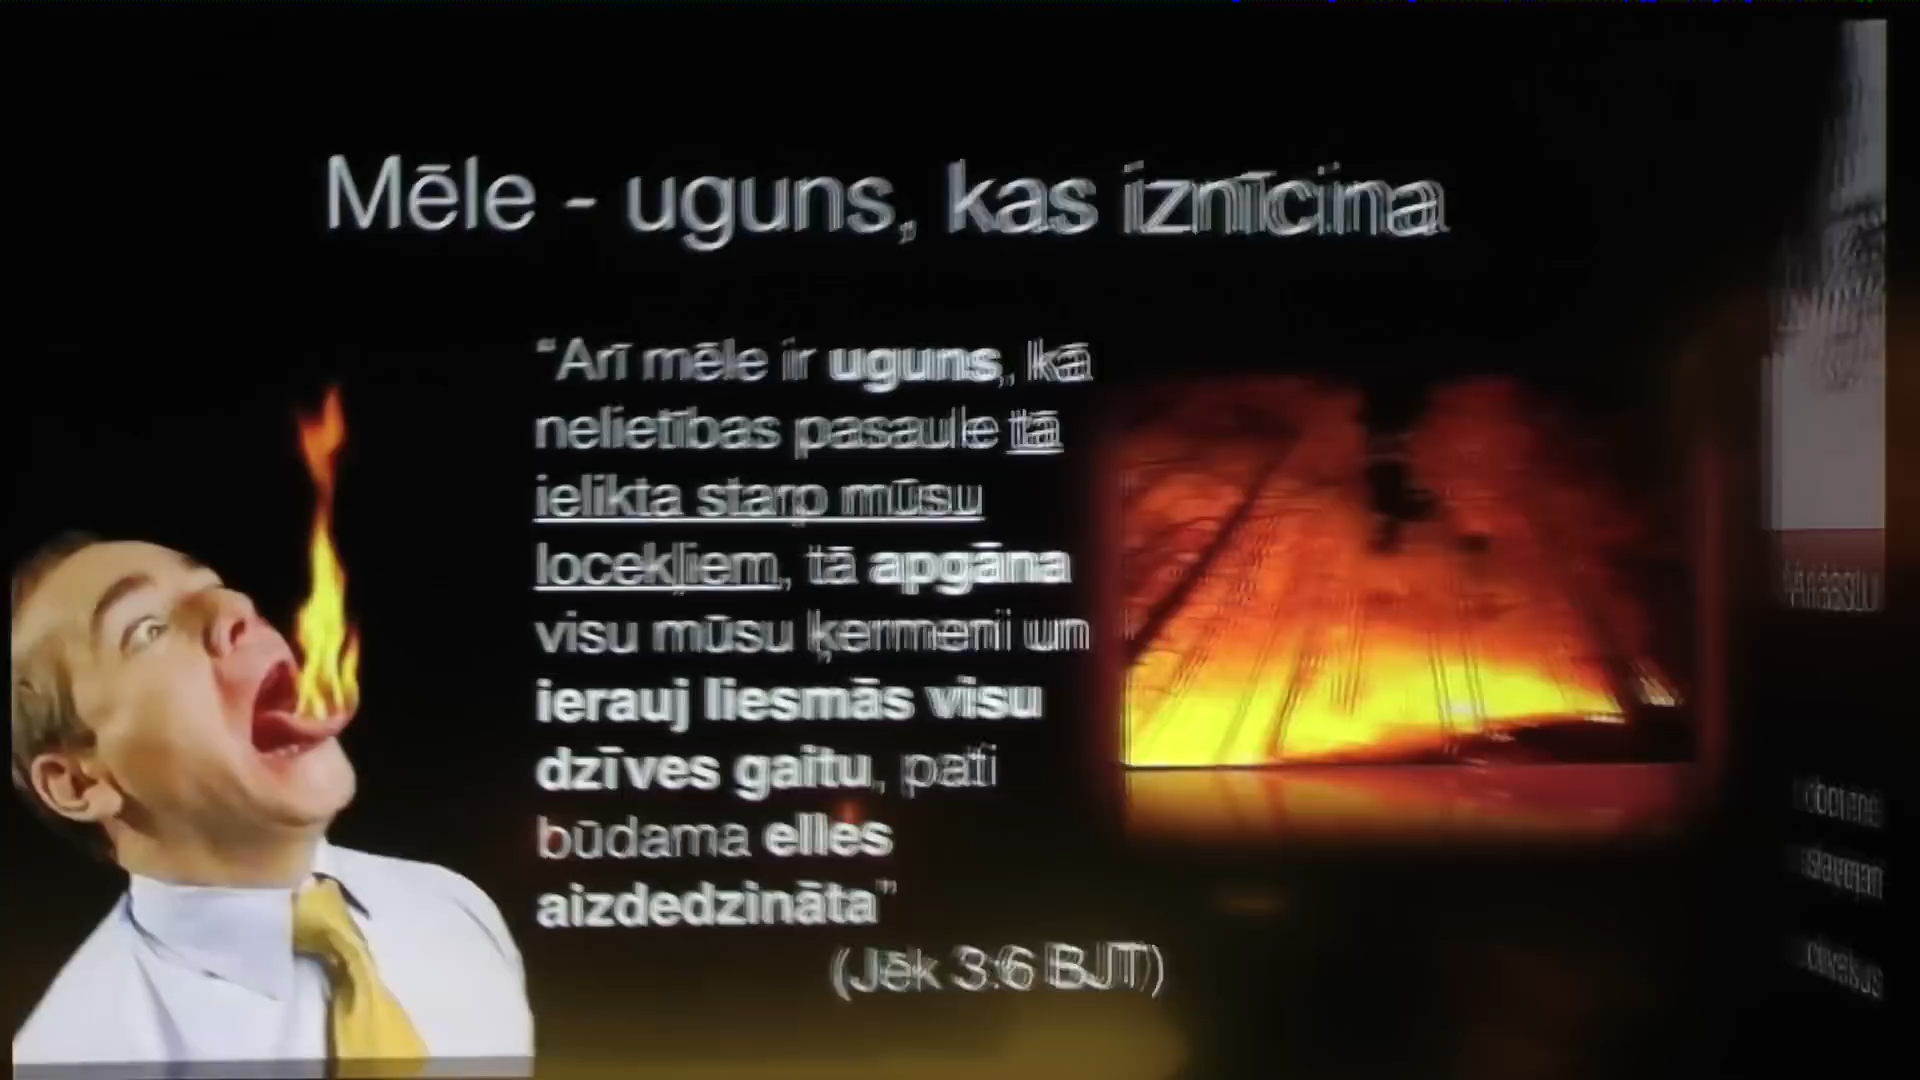 Mēle - uguns, kas iznīcina
“Arī mēle ir uguns, kā
nelietības pasaule tā
ielikta starp mūsu
locekļiem, tā apgāna
visu mūsu ķermeni un
ierauj liesmās visu
dzīves gaitu, pati
būdama elles
aizdedzināta”
(Jēk 3:6 BJT)